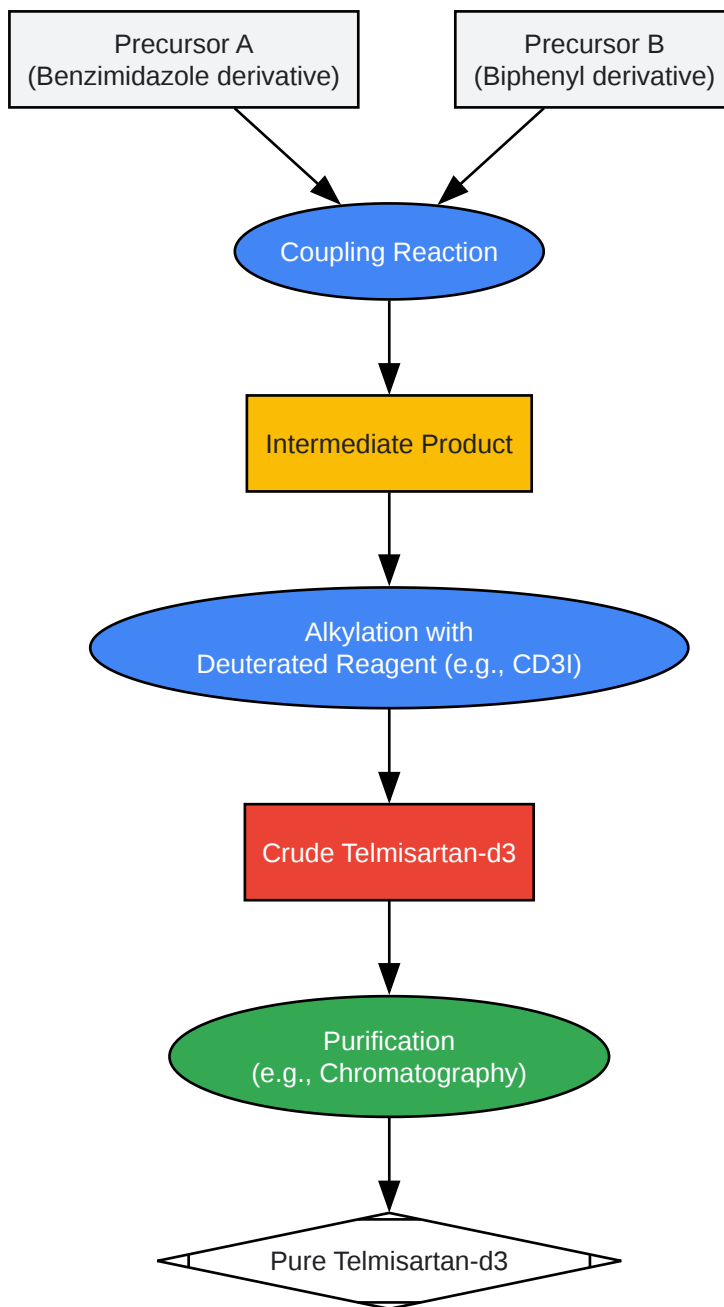 Precursor A
(Benzimidazole derivative)
Precursor B
(Biphenyl derivative)
Coupling Reaction
Intermediate Product
Alkylation with
Deuterated Reagent (e.g., CD3I)
Crude Telmisartan-d3
Purification
(e.g., Chromatography)
Pure Telmisartan-d3